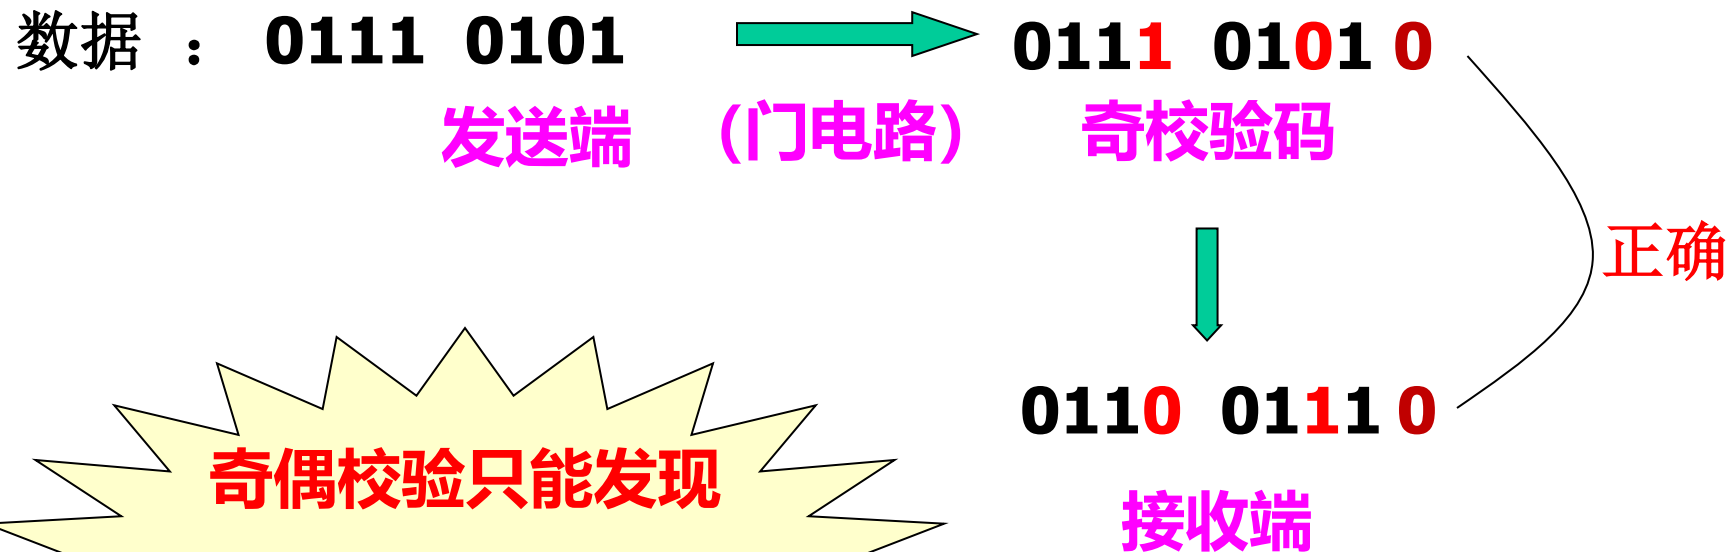 数据 ： 0111 0101
0111 0101 0
发送端 （门电路） 奇校验码
正确
0110 0111 0
奇偶校验只能发现
接收端